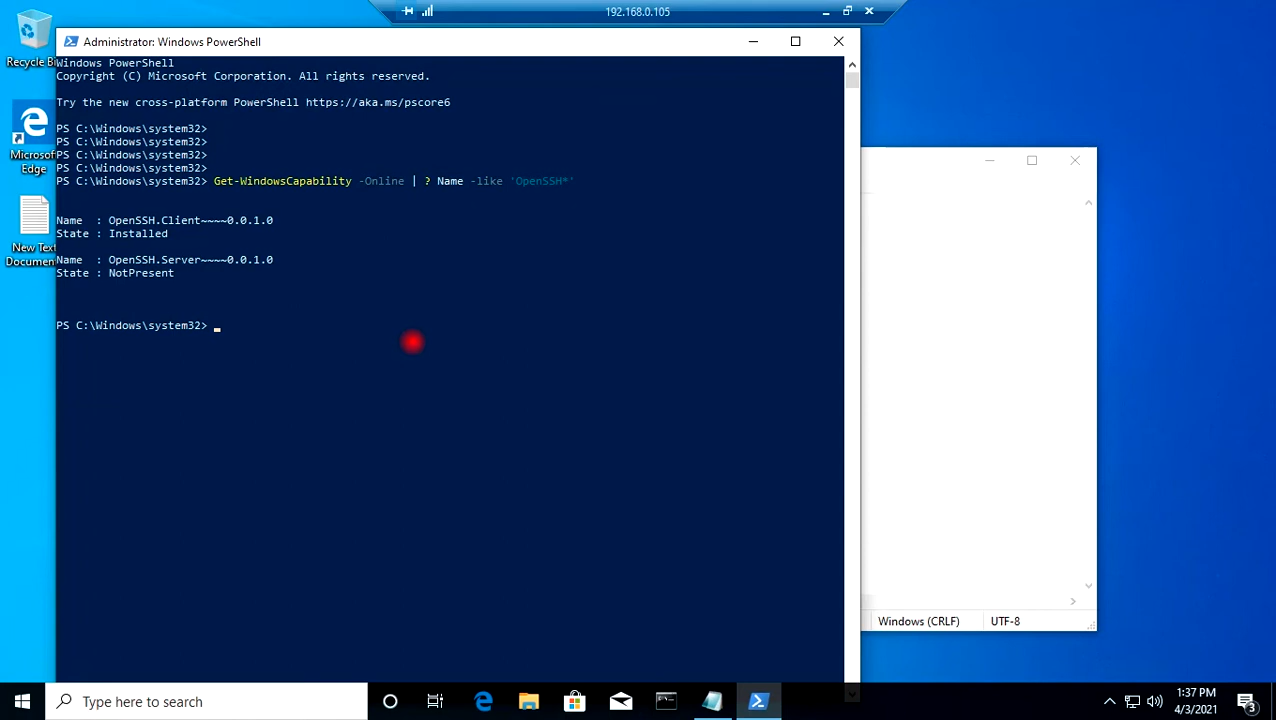 192.168.0.105
Administrator: Windows PowerShell
Recycle Bi
Windows PowerShell
Copyright (C) Microsoft Corporation. All rights reserved.
Try the new cross-platform PowerShell https://aka.ms/pscore6
PS C:\Windows\system32>
PS C:\Windows\system32>
PS C:\Windows\system32>
PS C:\Windows\system32>
PS C:\Windows\system32> Get-WindowsCapability -Online | ? Name -like 'OpenSSH*'
Name  : OpenSSH.Client~~~~0.0.1.0
State : Installed
Name  : OpenSSH.Server~~~~0.0.1.0
State : NotPresent
PS C:\Windows\system32>
Microsof
Edge
New Text
Documen
Windows (CRLF)
UTF-8
Type here to search
1:37 PM
4/3/2021
3